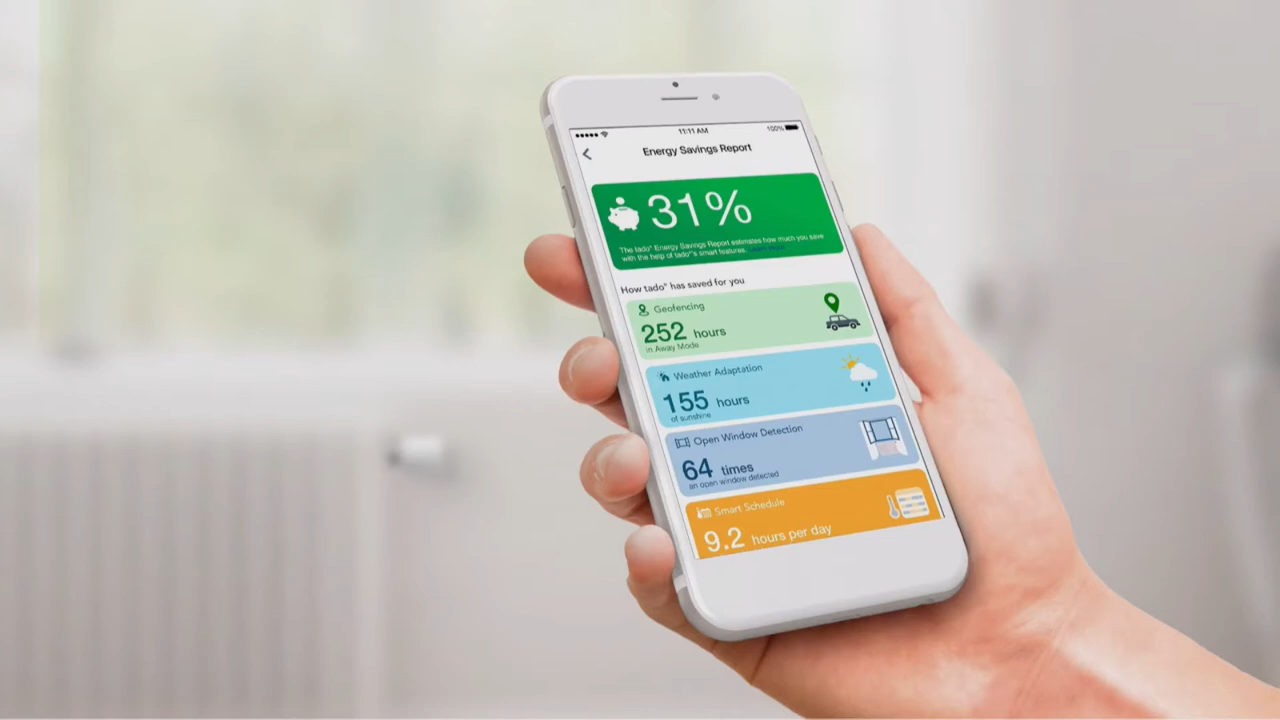 11:11 AM
100%
Energy Savings Report
31%
The tado° Energy Savings Report estimates how much you save
with the help of tado°'s smart features. Learn more
How tado° has saved for you
Geofencing
252 hours
in Away Mode
Weather Adaptation
155 hours
of sunshine
Open Window Detection
64 times
an open window detected
Smart Schedule
9.2 hours per day